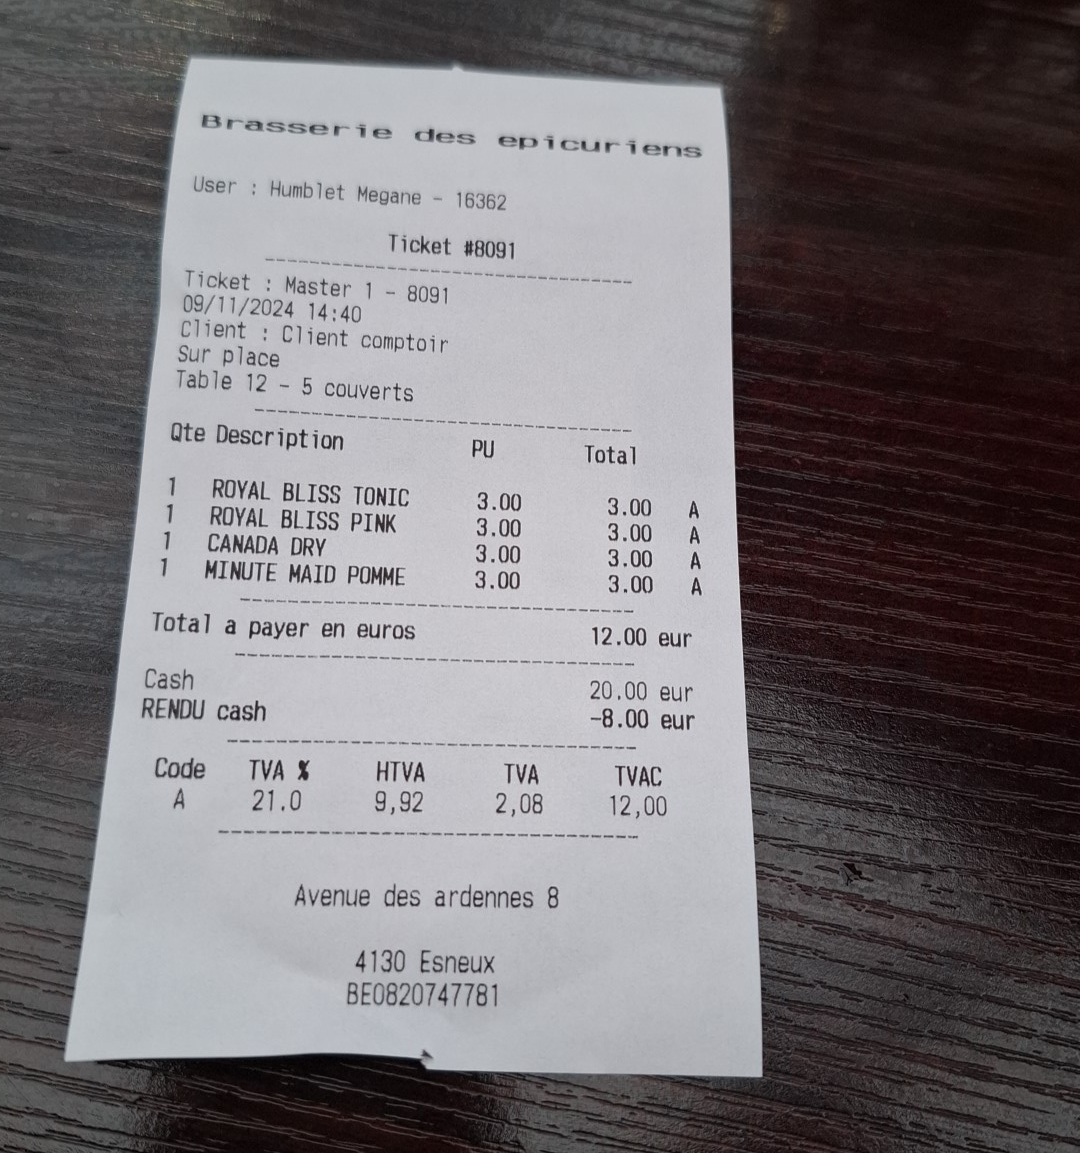 Brasserie des epicuriens
User : Humblet Megane - 16362
Ticket #8091
Ticket : Master 1 - 8091
09/11/2024 14:40
Client : Client comptoir
Sur place
Table 12 - 5 couverts
Qte Description PU Total
1 ROYAL BLISS TONIC 3.00 3.00 A
1 ROYAL BLISS PINK 3.00 3.00 A
1 CANADA DRY 3.00 3.00 A
1 MINUTE MAID POMME 3.00 3.00 A
Total a payer en euros 12.00 eur
Cash 20.00 eur
RENDU cash -8.00 eur
Code TVA % HTVA TVA TVAC
A 21.0 9,92 2,08 12,00
Avenue des ardennes 8
4130 Esneux
BE0820747781